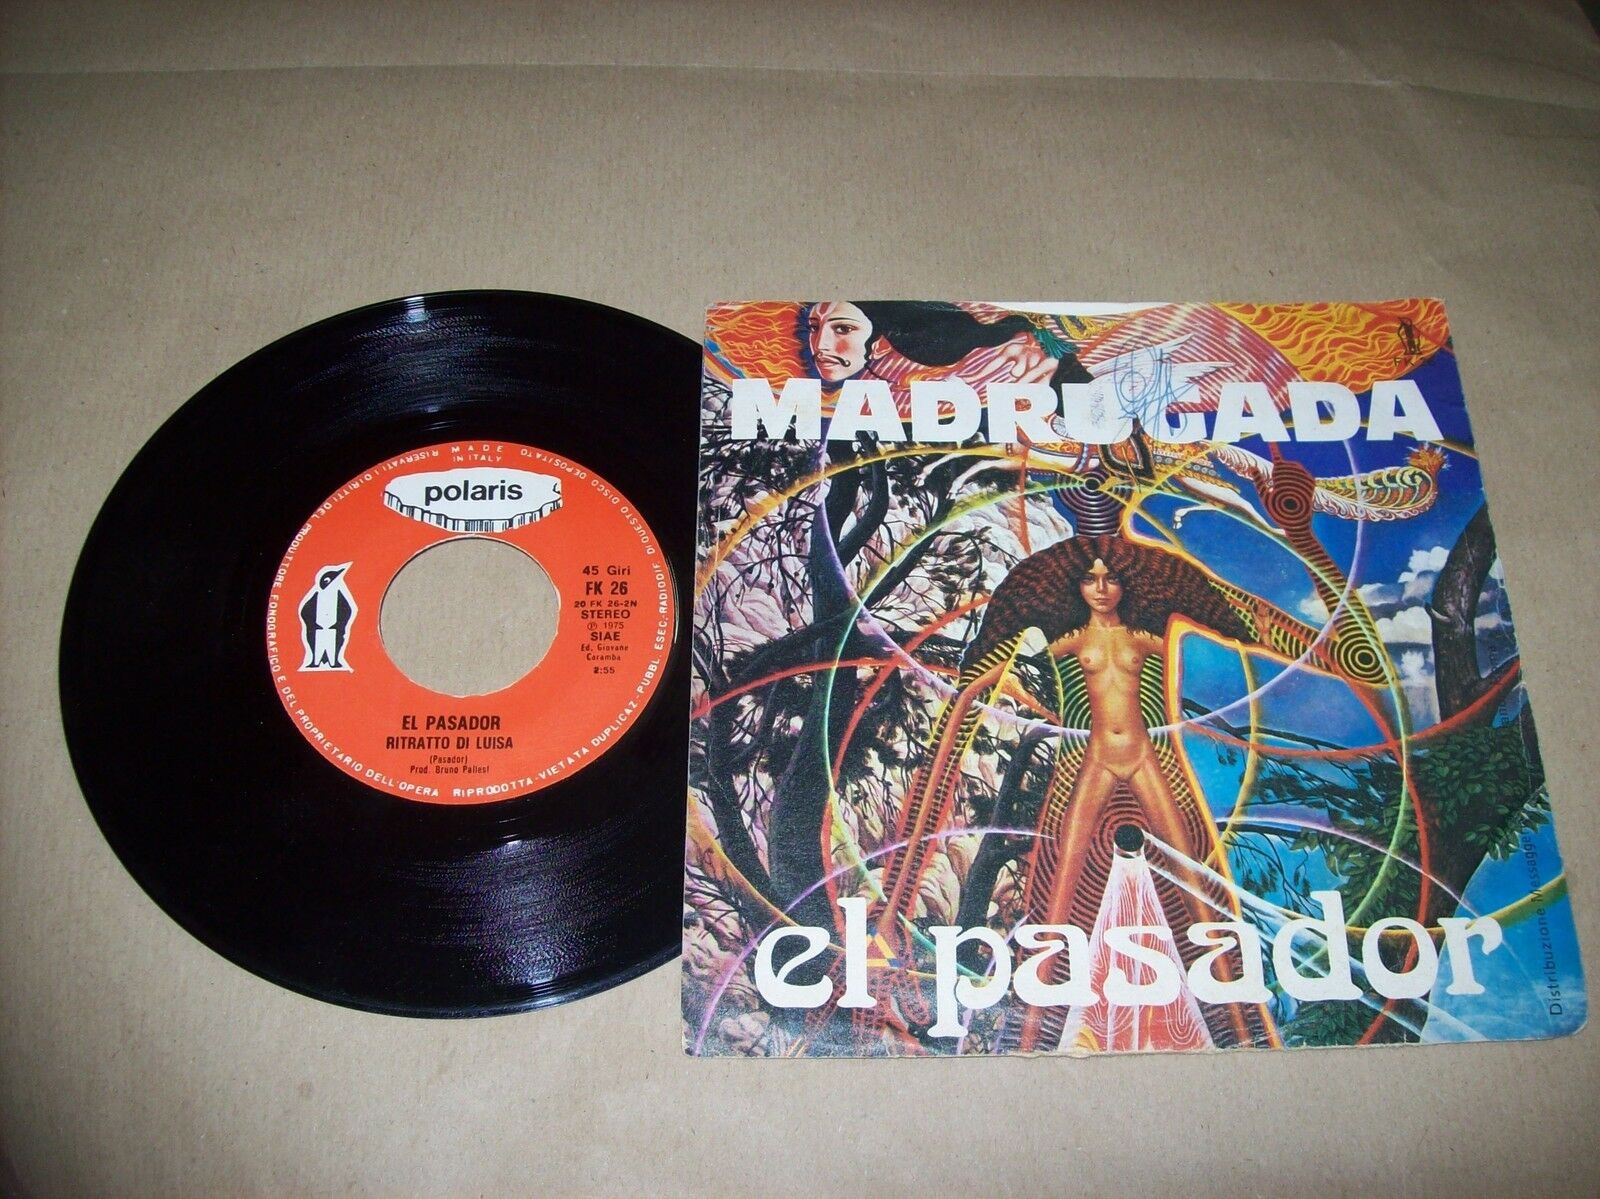 MADE
IN ITALY
polaris
45 Giri
FK 26
20 FK 26-2N
STEREO
℗ 1975
SIAE
Ed. Giovane
Caramba
2:55
EL PASADOR
RITRATTO DI LUISA
(Pasador)
Prod. Bruno Pallesi
RISERVATI I DIRITTI DEL PRODUTTORE FONOGRAFICO E DEL PROPRIETARIO DELL'OPERA RIPRODOTTA - VIETATA DUPLICAZ.-PUBBL ESEC.-RADIODIF DI QUESTO DISCO DEPOSITATO
MADRUGADA
el pasador
Distribuzione